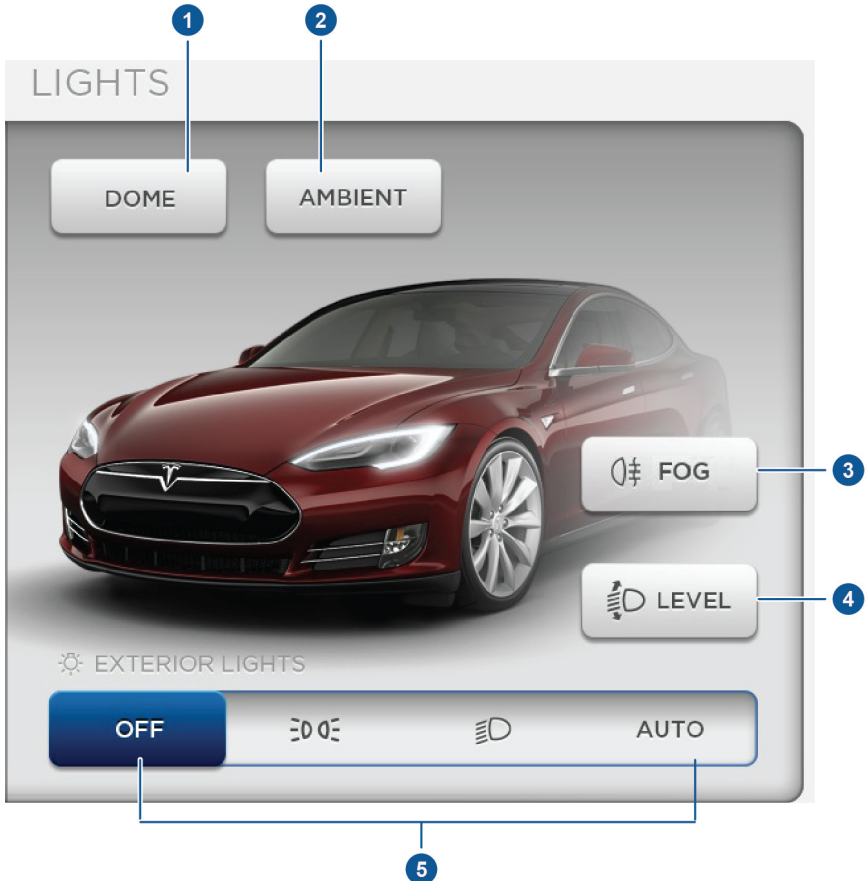 1 2
LIGHTS
DOME AMBIENT
FOG 3
LEVEL 4
EXTERIOR LIGHTS
OFF AUTO
5